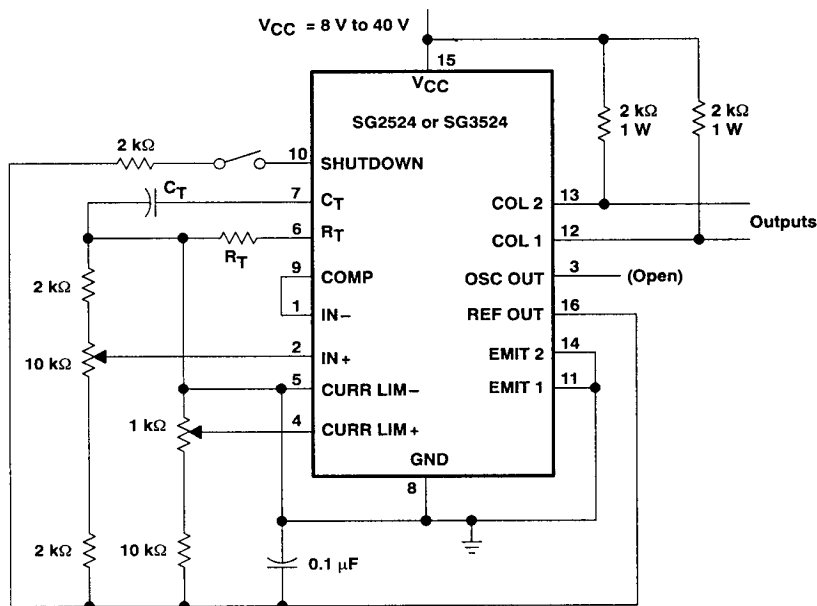 VCC = 8 V to 40 V
15
VCC
SG2524 or SG3524
2 kΩ
1 W
2 kΩ
1 W
2 kΩ
10
SHUTDOWN
CT
7
CT
COL 2
13
Outputs
6
RT
RT
COL 1
12
9
COMP
OSC OUT
3
(Open)
2 kΩ
1
IN−
REF OUT
16
10 kΩ
2
IN+
EMIT 2
14
5
CURR LIM−
EMIT 1
11
1 kΩ
4
CURR LIM+
GND
8
2 kΩ
10 kΩ
0.1 µF